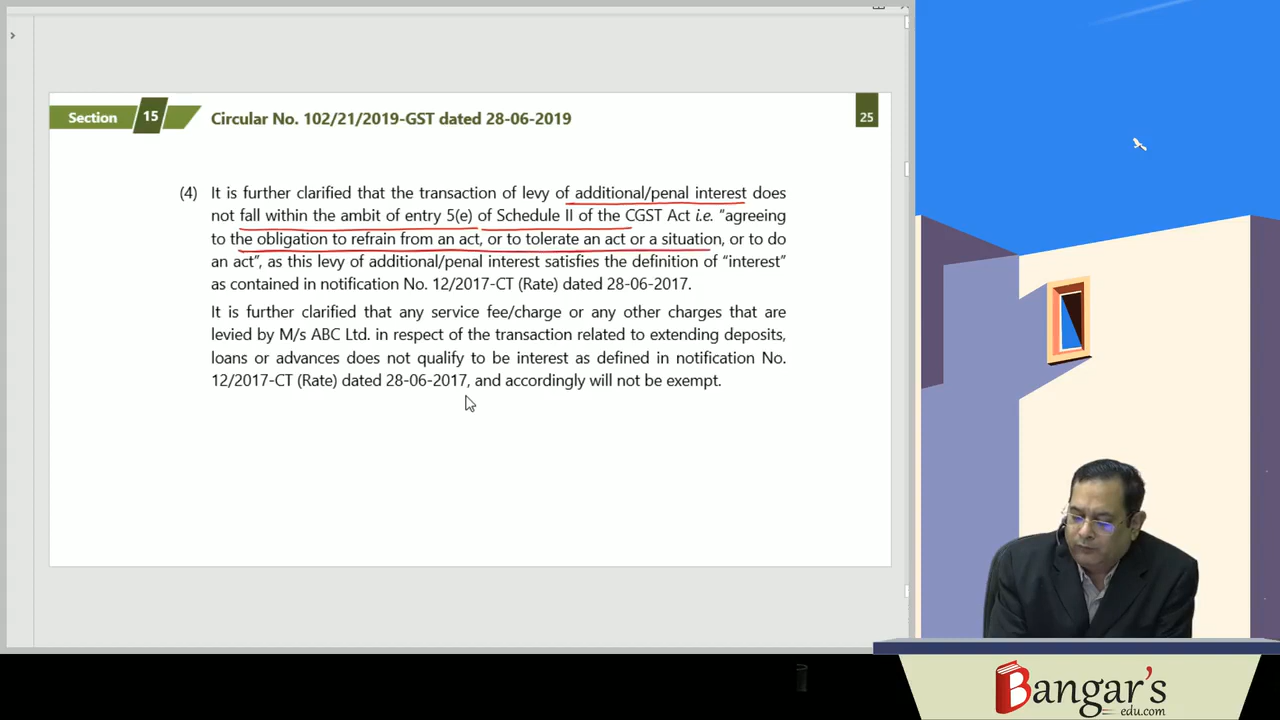 Section 15 Circular No. 102/21/2019-GST dated 28-06-2019 25
(4) It is further clarified that the transaction of levy of additional/penal interest does
not fall within the ambit of entry 5(e) of Schedule II of the CGST Act i.e. “agreeing
to the obligation to refrain from an act, or to tolerate an act or a situation, or to do
an act”, as this levy of additional/penal interest satisfies the definition of “interest”
as contained in notification No. 12/2017-CT (Rate) dated 28-06-2017.
It is further clarified that any service fee/charge or any other charges that are
levied by M/s ABC Ltd. in respect of the transaction related to extending deposits,
loans or advances does not qualify to be interest as defined in notification No.
12/2017-CT (Rate) dated 28-06-2017, and accordingly will not be exempt.
Bangar's
edu.com